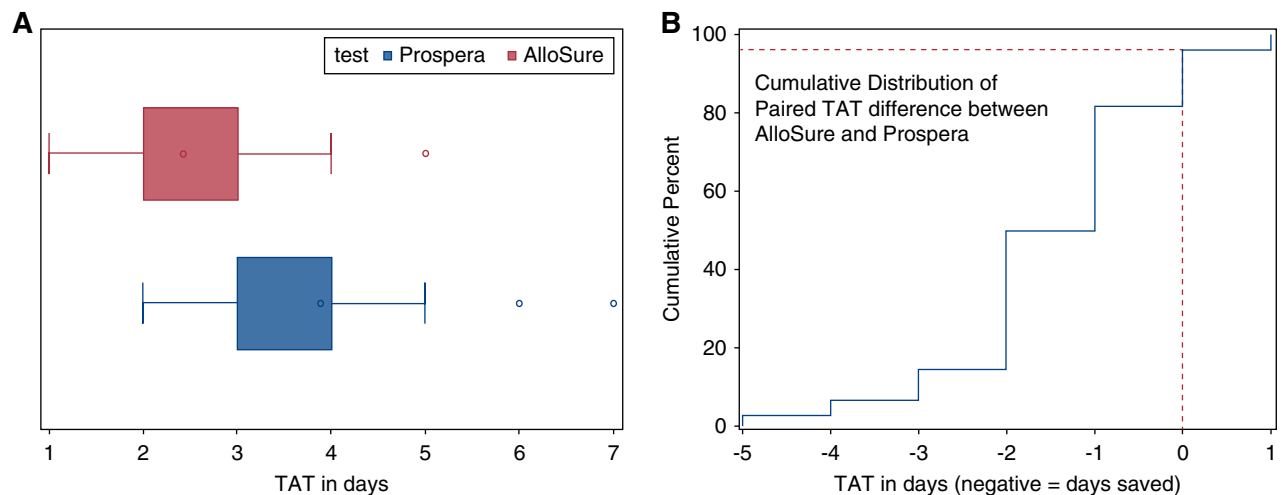 A
test Prospera AlloSure
1 2 3 4 5 6 7
TAT in days
B
100
80
60
40
20
0
Cumulative Percent
Cumulative Distribution of
Paired TAT difference between
AlloSure and Prospera
-5 -4 -3 -2 -1 0 1
TAT in days (negative = days saved)